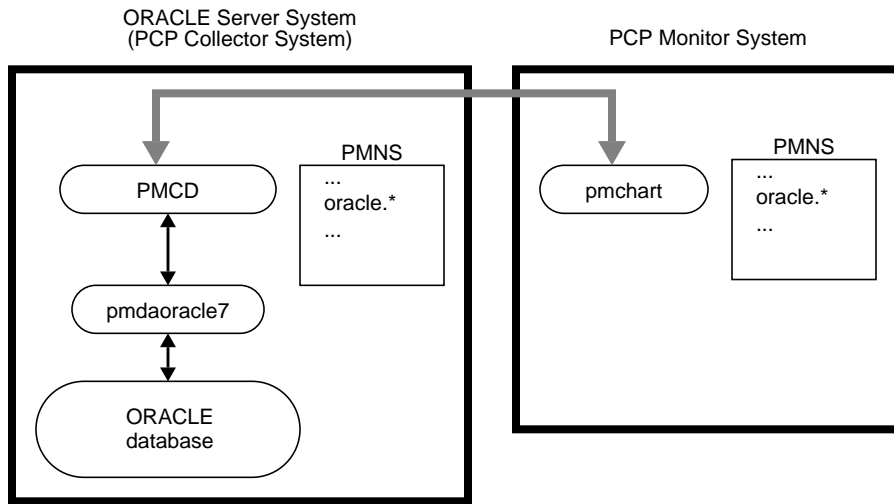 ORACLE Server System
(PCP Collector System)
PCP Monitor System
PMCD
PMNS
...
oracle.*
...
pmdaoracle7
ORACLE
database
pmchart
PMNS
...
oracle.*
...